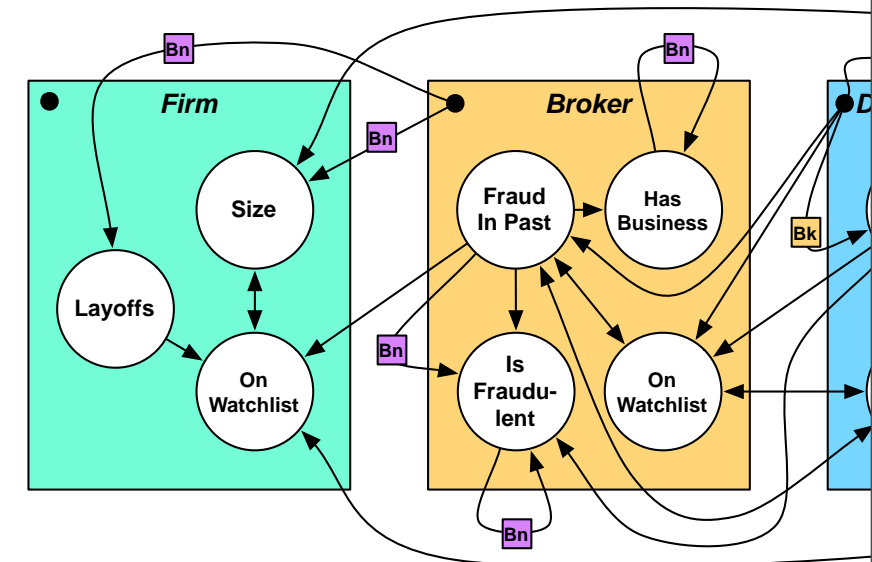 Bn
Bn
Firm
Broker
D
Bn
Size
Fraud
In Past
Has
Business
Bk
Layoffs
Bn
On
Watchlist
Is
Fraudu-
lent
On
Watchlist
Bn